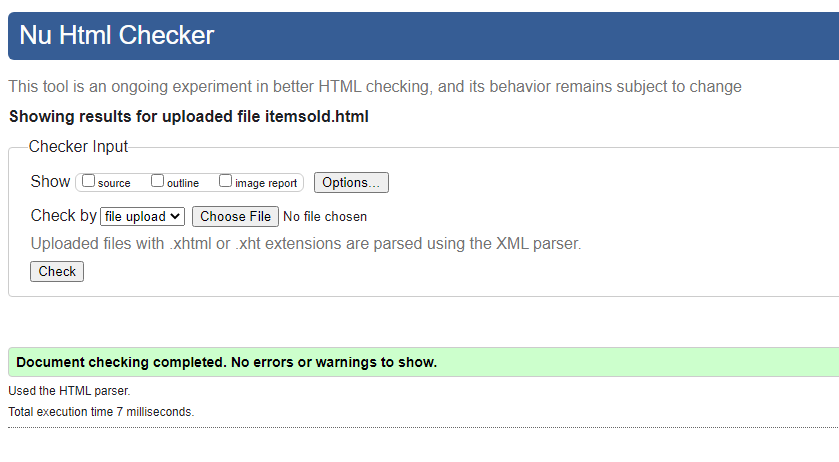 Nu Html Checker
This tool is an ongoing experiment in better HTML checking, and its behavior remains subject to change
Showing results for uploaded file itemsold.html
Checker Input
Show source outline image report Options...
Check by file upload Choose File No file chosen
Uploaded files with .xhtml or .xht extensions are parsed using the XML parser.
Check
Document checking completed. No errors or warnings to show.
Used the HTML parser.
Total execution time 7 milliseconds.